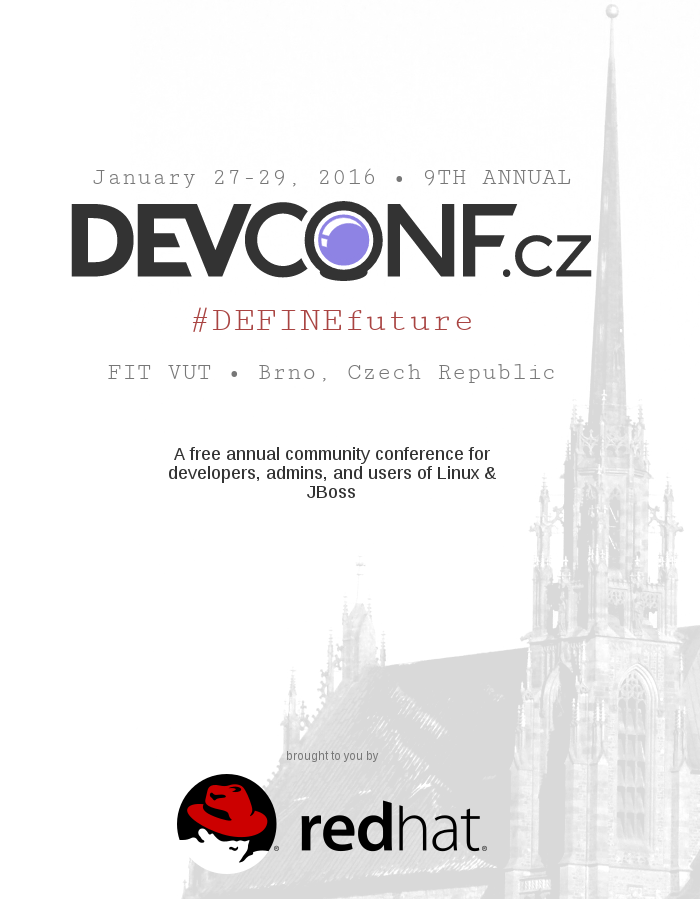 January 27-29, 2016 • 9TH ANNUAL
DEVCONF.cz
#DEFINEfuture
FIT VUT • Brno, Czech Republic
A free annual community conference for
developers, admins, and users of Linux &
JBoss
brought to you by
redhat®